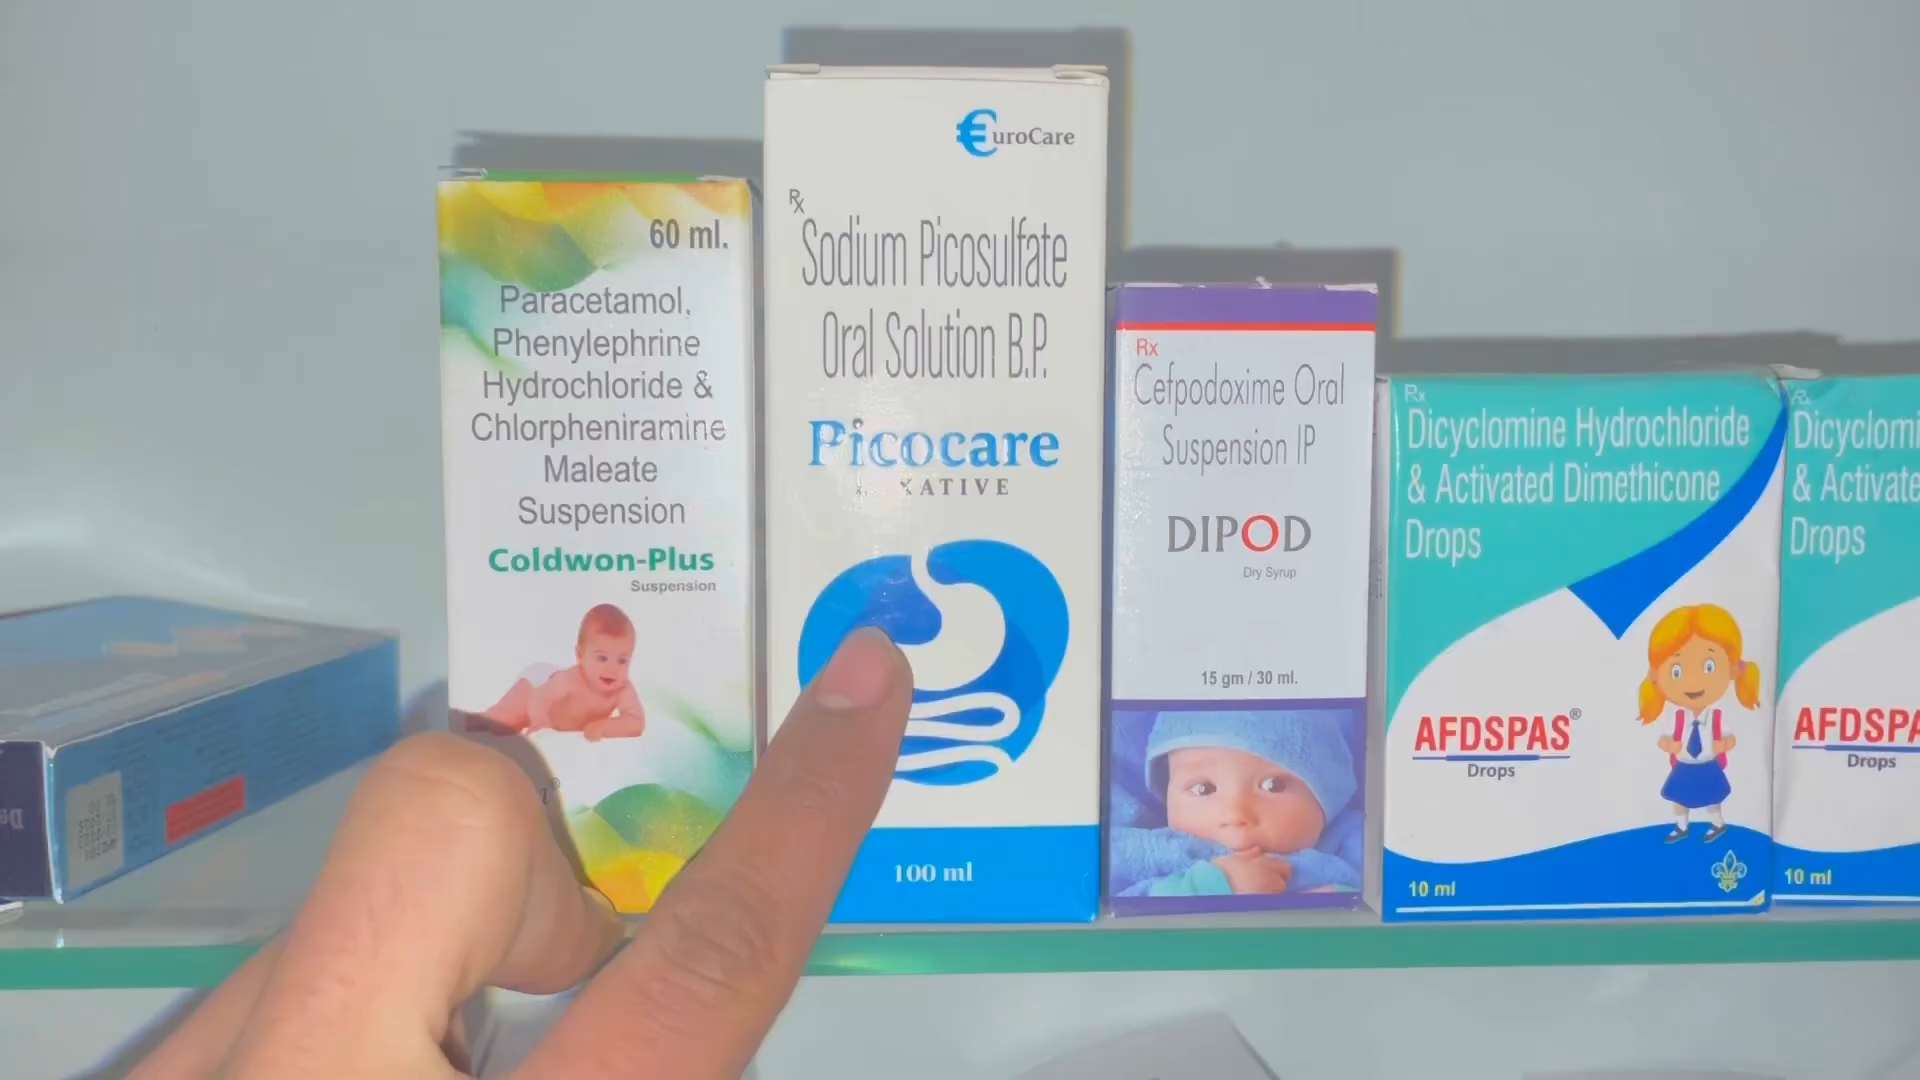 60 ml.
Paracetamol,
Phenylephrine
Hydrochloride &
Chlorpheniramine
Maleate
Suspension
Coldwon-Plus
Suspension
EuroCare
Rx
Sodium Picosulfate
Oral Solution B.P.
Picocare
100 ml
Rx
Cefpodoxime Oral
Suspension IP
DIPOD
Dry Syrup
15 gm / 30 ml.
Rx
Dicyclomine Hydrochloride
& Activated Dimethicone
Drops
AFDSPAS®
Drops
10 ml
Rx
Dicyclomi
& Activate
Drops
AFDSPA
Drops
10 ml